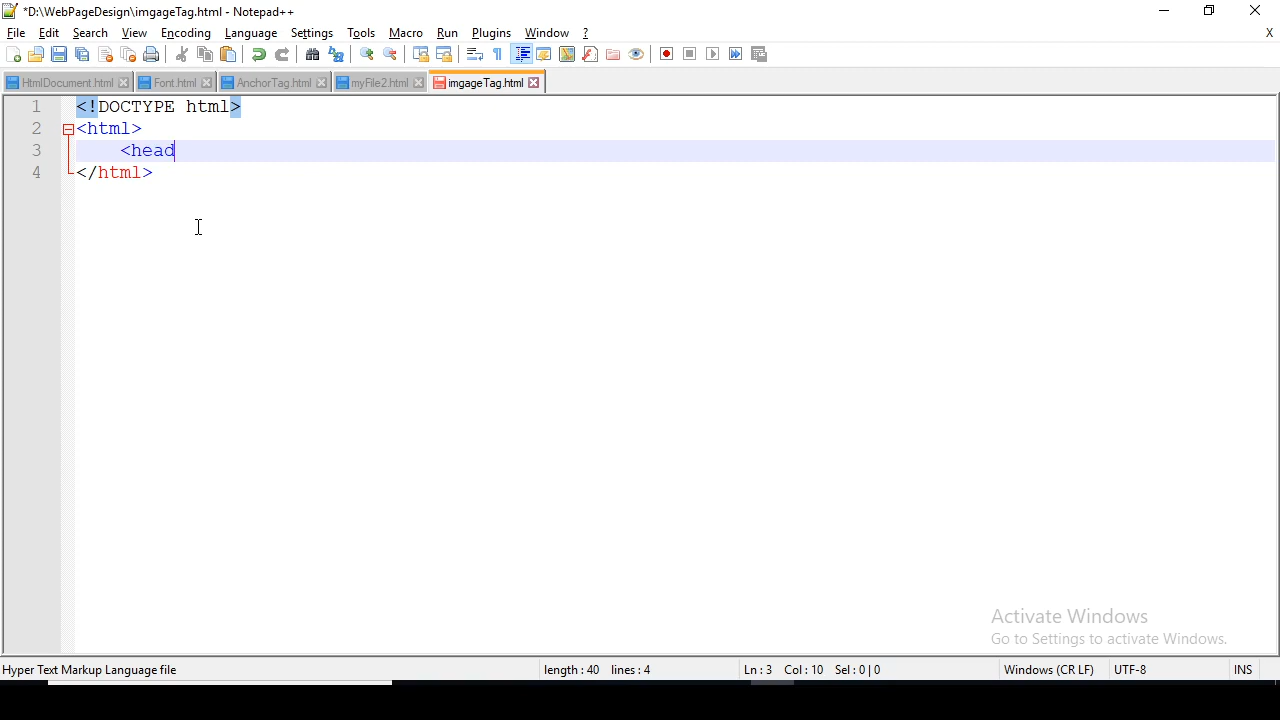 *D:\WebPageDesign\imgageTag.html - Notepad++
File Edit Search View Encoding Language Settings Tools Macro Run Plugins Window ? X
HtmlDocument.html Font.html AnchorTag.html myFile2.html imgageTag.html
1 <!DOCTYPE html>
2 <html>
3 <head
4 </html>
Activate Windows
Go to Settings to activate Windows.
Hyper Text Markup Language file length : 40 lines : 4 Ln : 3 Col : 10 Sel : 0 | 0 Windows (CR LF) UTF-8 INS